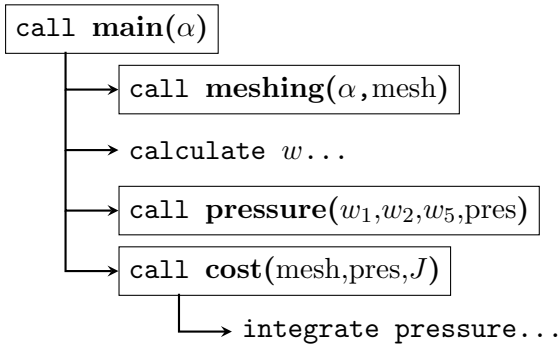 call main(α)
call meshing(α,mesh)
calculate w...
call pressure(w₁,w₂,w₅,pres)
call cost(mesh,pres,J)
integrate pressure...